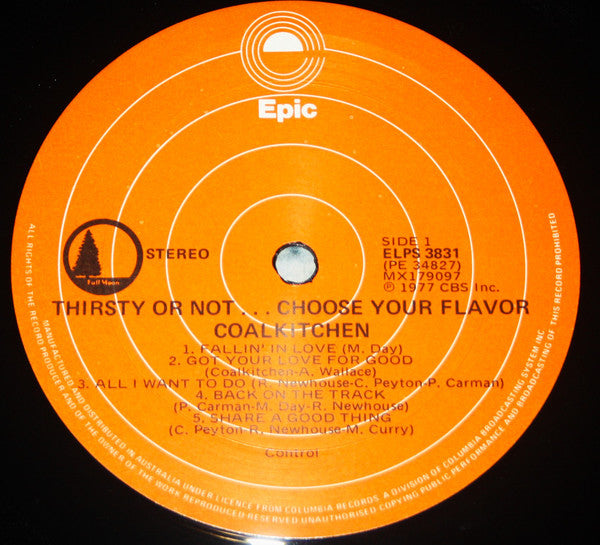 Epic
Full Moon
STEREO
SIDE 1
ELPS 3831
(PE 34827)
MX179097
℗ 1977 CBS Inc.
THIRSTY OR NOT... CHOOSE YOUR FLAVOR
COALKITCHEN
1. FALLIN' IN LOVE (M. Day)
2. GOT YOUR LOVE FOR GOOD
(Coalkitchen-A. Wallace)
3. ALL I WANT TO DO (R. Newhouse-C. Peyton-P. Carman)
4. BACK ON THE TRACK
(P. Carman-M. Day-R. Newhouse)
5. SHARE A GOOD THING
(C. Peyton-R. Newhouse-M. Curry)
Control
MANUFACTURED AND DISTRIBUTED IN AUSTRALIA UNDER LICENCE FROM COLUMBIA RECORDS. A DIVISION OF COLUMBIA BROADCASTING SYSTEM INC
ALL RIGHTS OF THE RECORD PRODUCER AND OF THE OWNER OF THE WORK REPRODUCED RESERVED UNAUTHORISED COPYING PUBLIC PERFORMANCE AND BROADCASTING OF THIS RECORD PROHIBITED